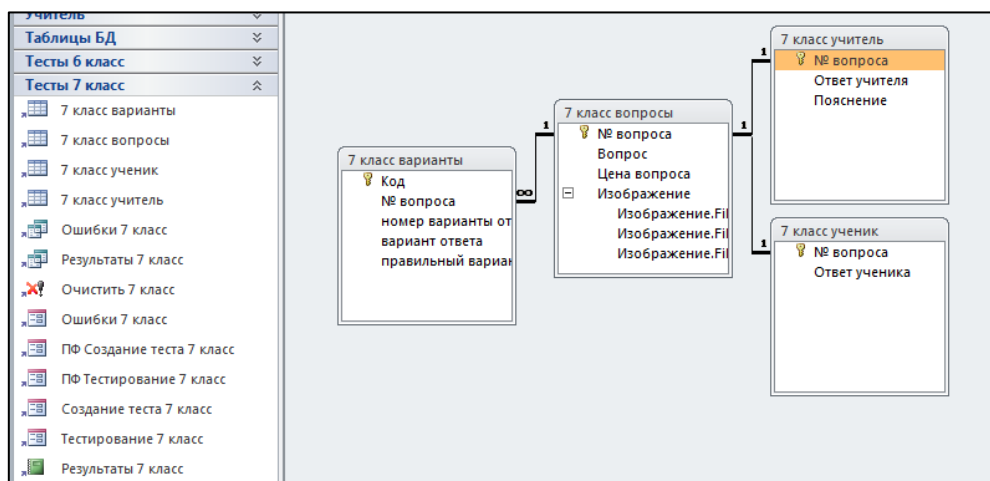 Учитель
Таблицы БД
Тесты 6 класс
Тесты 7 класс
7 класс варианты
7 класс вопросы
7 класс ученик
7 класс учитель
Ошибки 7 класс
Результаты 7 класс
Очистить 7 класс
Ошибки 7 класс
ПФ Создание теста 7 класс
ПФ Тестирование 7 класс
Создание теста 7 класс
Тестирование 7 класс
Результаты 7 класс
7 класс варианты
Код
№ вопроса
номер варианты от
вариант ответа
правильный вариан
∞
1
7 класс вопросы
№ вопроса
Вопрос
Цена вопроса
Изображение
Изображение.Fil
Изображение.Fil
Изображение.Fil
1
1
7 класс учитель
№ вопроса
Ответ учителя
Пояснение
1
7 класс ученик
№ вопроса
Ответ ученика